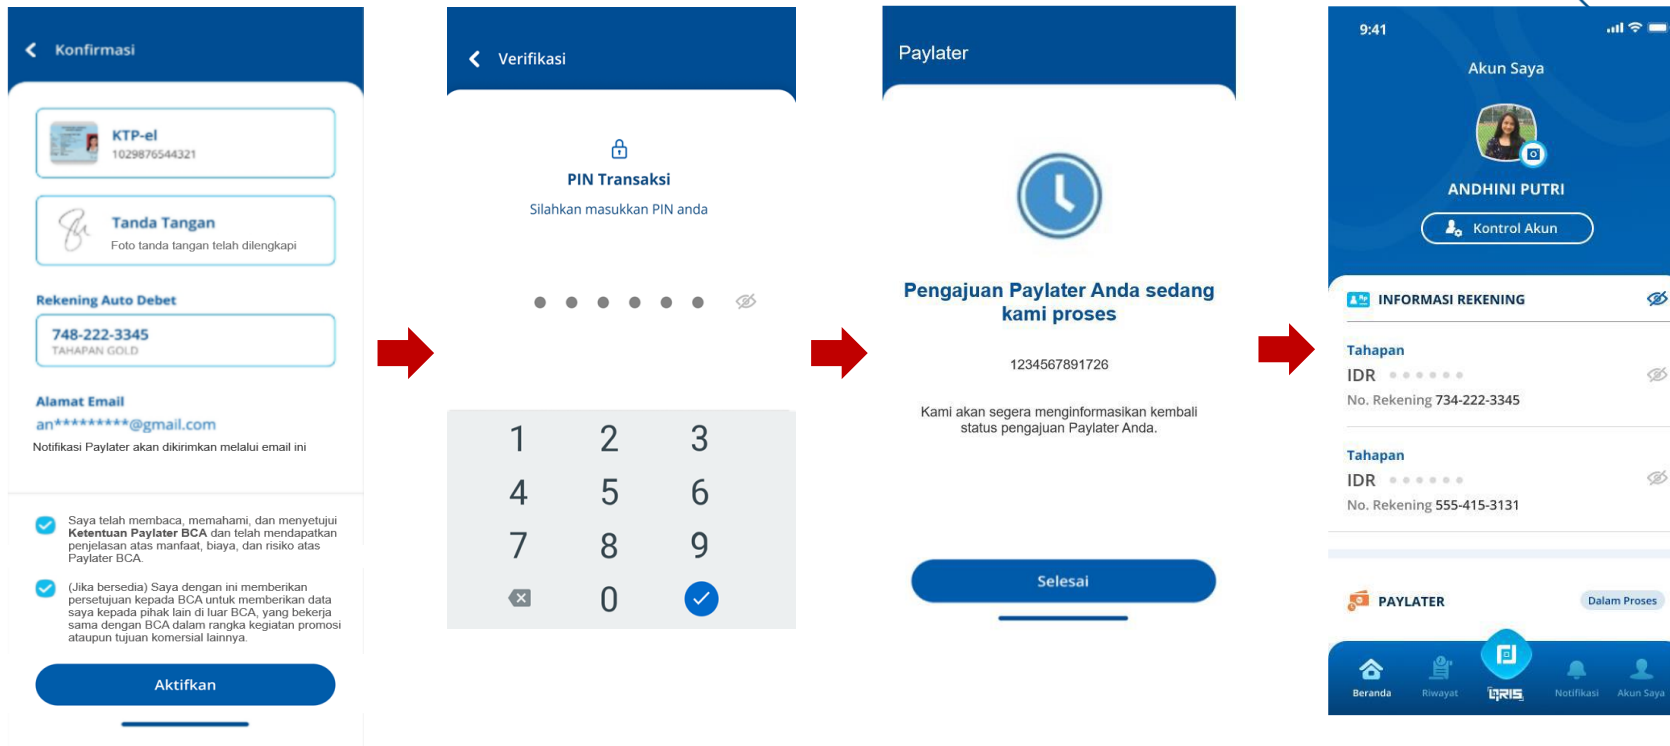 Konfirmasi
KTP-el
1029876544321
Tanda Tangan
Foto tanda tangan telah dilengkapi
Rekening Auto Debet
748-222-3345
TAHAPAN GOLD
Alamat Email
an*********@gmail.com
Notifikasi Paylater akan dikirimkan melalui email ini
Saya telah membaca, memahami, dan menyetujui
Ketentuan Paylater BCA dan telah mendapatkan
penjelasan atas manfaat, biaya, dan risiko atas
Paylater BCA.
(Jika bersedia) Saya dengan ini memberikan
persetujuan kepada BCA untuk memberikan data
saya kepada pihak lain di luar BCA, yang bekerja
sama dengan BCA dalam rangka kegiatan promosi
ataupun tujuan komersial lainnya.
Aktifkan
Verifikasi
PIN Transaksi
Silahkan masukkan PIN anda
1 2 3
4 5 6
7 8 9
0
Paylater
Pengajuan Paylater Anda sedang
kami proses
1234567891726
Kami akan segera menginformasikan kembali
status pengajuan Paylater Anda.
Selesai
9:41
Akun Saya
ANDHINI PUTRI
Kontrol Akun
INFORMASI REKENING
Tahapan
IDR
No. Rekening 734-222-3345
Tahapan
IDR
No. Rekening 555-415-3131
PAYLATER
Dalam Proses
Beranda
Riwayat
QRIS
Notifikasi
Akun Saya